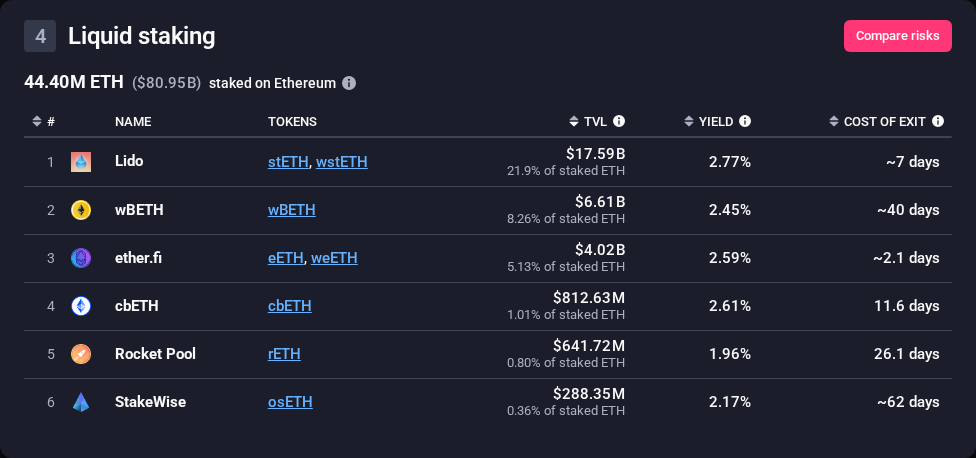 4 Liquid staking Compare risks
44.40M ETH ($80.95B) staked on Ethereum
# NAME TOKENS TVL YIELD COST OF EXIT
1 Lido stETH, wstETH $17.59B 2.77% ~7 days
21.9% of staked ETH
2 wBETH wBETH $6.61B 2.45% ~40 days
8.26% of staked ETH
3 ether.fi eETH, weETH $4.02B 2.59% ~2.1 days
5.13% of staked ETH
4 cbETH cbETH $812.63M 2.61% 11.6 days
1.01% of staked ETH
5 Rocket Pool rETH $641.72M 1.96% 26.1 days
0.80% of staked ETH
6 StakeWise osETH $288.35M 2.17% ~62 days
0.36% of staked ETH